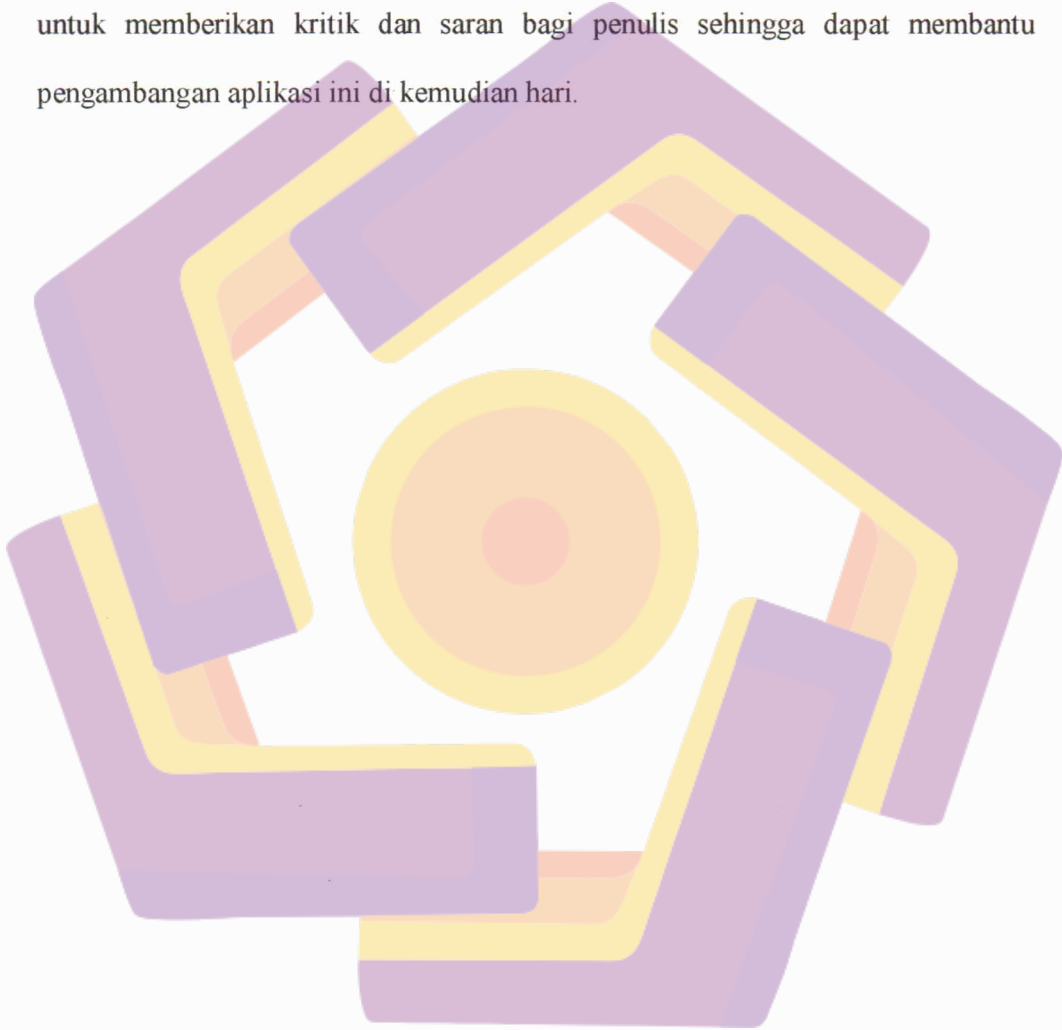 untuk memberikan kritik dan saran bagi penulis sehingga dapat membantu
pengambangan aplikasi ini di kemudian hari.